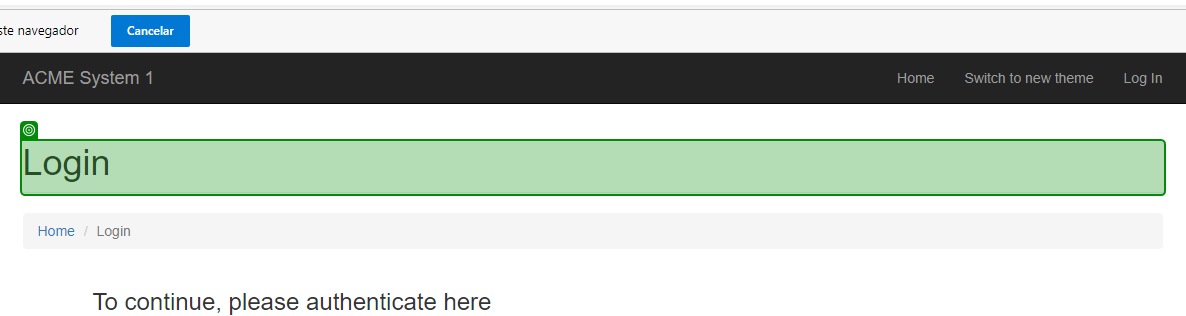 este navegador Cancelar
ACME System 1 Home Switch to new theme Log In
Login
Home / Login
To continue, please authenticate here